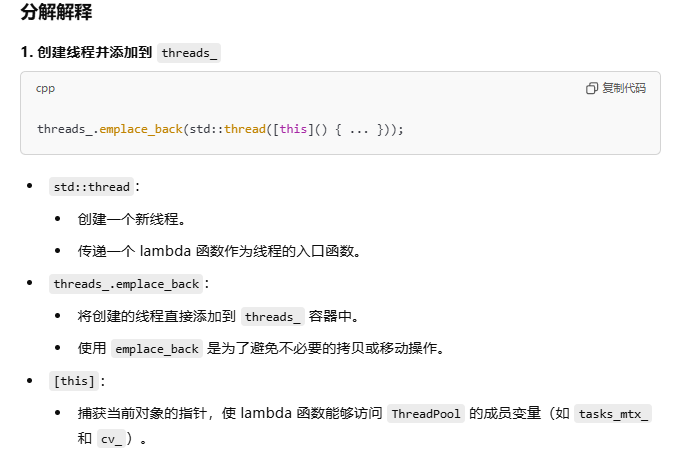 分解解释
1. 创建线程并添加到 threads_
cpp
复制代码
threads_.emplace_back(std::thread([this]() { ... }));
std::thread：
创建一个新线程。
传递一个 lambda 函数作为线程的入口函数。
threads_.emplace_back：
将创建的线程直接添加到 threads_ 容器中。
使用 emplace_back 是为了避免不必要的拷贝或移动操作。
[this]：
捕获当前对象的指针，使 lambda 函数能够访问 ThreadPool 的成员变量（如 tasks_mtx_
和 cv_）。